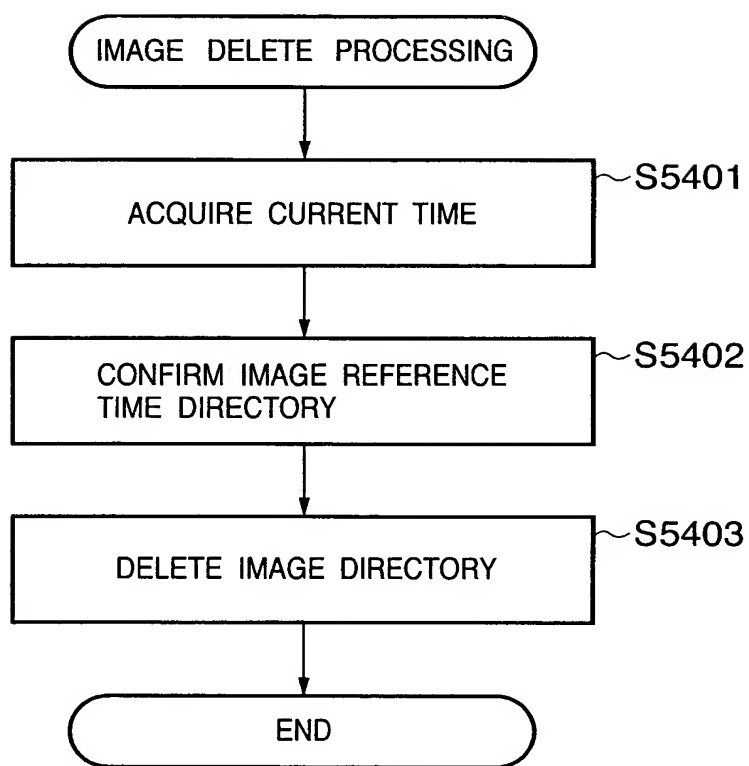 IMAGE DELETE PROCESSING
S5401
ACQUIRE CURRENT TIME
S5402
CONFIRM IMAGE REFERENCE
TIME DIRECTORY
S5403
DELETE IMAGE DIRECTORY
END